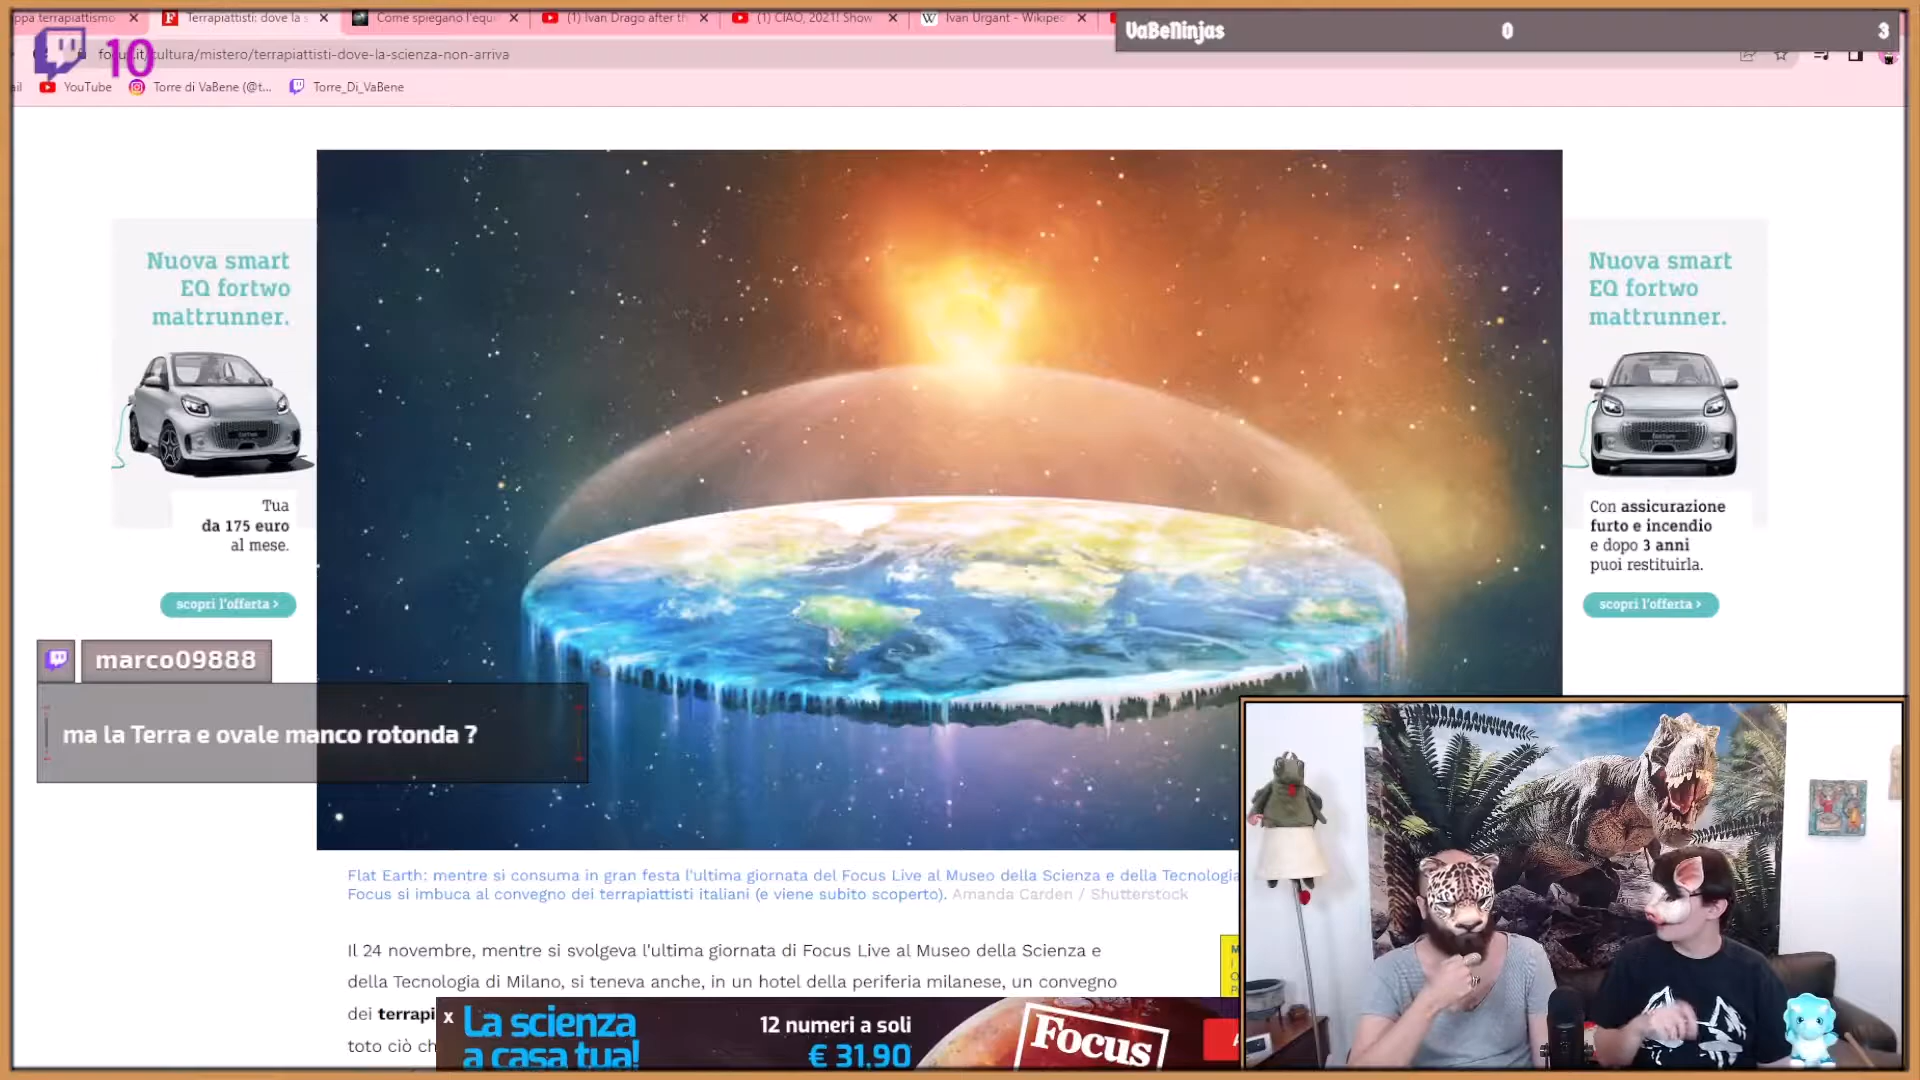 ppa terrapiattismo
Terrapiattisti: dove la s
Come spiegano l'equi
(1) Ivan Drago after th
(1) CIAO, 2021! Show
Ivan Urgant - Wikiped
VaBeNinjas 0 3
10
focus.it/cultura/mistero/terrapiattisti-dove-la-scienza-non-arriva
YouTube
Torre di VaBene (@t...
Torre_Di_VaBene
Nuova smart
EQ fortwo
mattrunner.
Tua
da 175 euro
al mese.
scopri l'offerta >
Nuova smart
EQ fortwo
mattrunner.
Con assicurazione
furto e incendio
e dopo 3 anni
puoi restituirla.
scopri l'offerta >
marco09888
ma la Terra e ovale manco rotonda ?
Flat Earth: mentre si consuma in gran festa l'ultima giornata del Focus Live al Museo della Scienza e della Tecnologia
Focus si imbuca al convegno dei terrapiattisti italiani (e viene subito scoperto). Amanda Carden / Shutterstock
Il 24 novembre, mentre si svolgeva l'ultima giornata di Focus Live al Museo della Scienza e
della Tecnologia di Milano, si teneva anche, in un hotel della periferia milanese, un convegno
dei terrapi
toto ciò ch
x
La scienza
a casa tua!
12 numeri a soli
€ 31,90
Focus